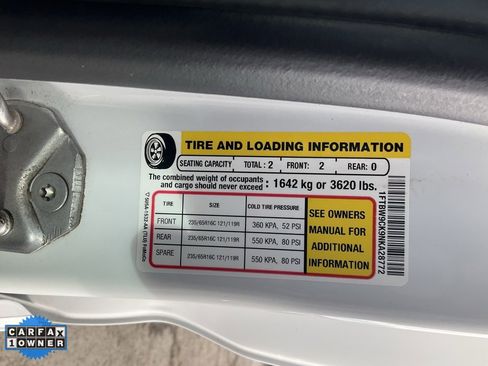 TIRE AND LOADING INFORMATION
SEATING CAPACITY TOTAL : 2 FRONT: 2 REAR: 0
The combined weight of occupants and cargo should never exceed : 1642 kg or 3620 lbs.
TIRE SIZE COLD TIRE PRESSURE
FRONT 235/65R16C 121/119R 360 KPA, 52 PSI
REAR 235/65R16C 121/119R 550 KPA, 80 PSI
SPARE 235/65R16C 121/119R 550 KPA, 80 PSI
SEE OWNERS
MANUAL FOR
ADDITIONAL
INFORMATION
CARFAX
1 OWNER